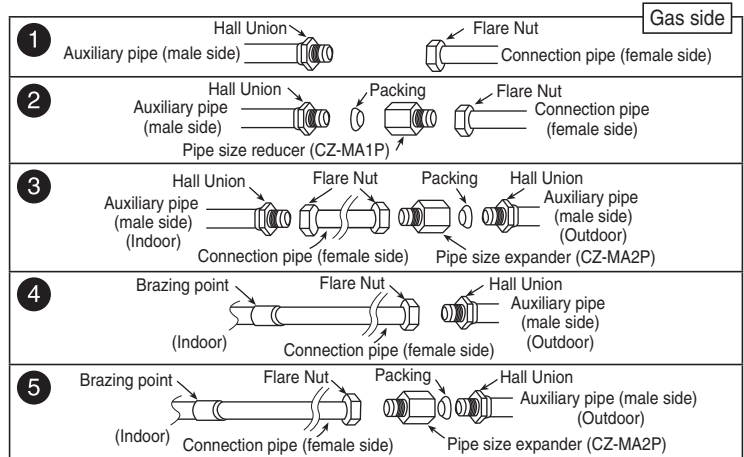 Gas side
1
Hall Union
Flare Nut
Auxiliary pipe (male side)
Connection pipe (female side)
2
Hall Union
Packing
Flare Nut
Auxiliary pipe
(male side)
Connection pipe
(female side)
Pipe size reducer (CZ-MA1P)
3
Hall Union
Flare Nut
Packing
Hall Union
Auxiliary pipe
(male side)
(Indoor)
Auxiliary pipe
(male side)
(Outdoor)
Connection pipe (female side)
Pipe size expander (CZ-MA2P)
4
Brazing point
Flare Nut
Hall Union
Auxiliary pipe
(male side)
(Outdoor)
(Indoor)
Connection pipe (female side)
5
Brazing point
Flare Nut
Packing
Hall Union
Auxiliary pipe (male side)
(Outdoor)
(Indoor)
Connection pipe (female side)
Pipe size expander (CZ-MA2P)